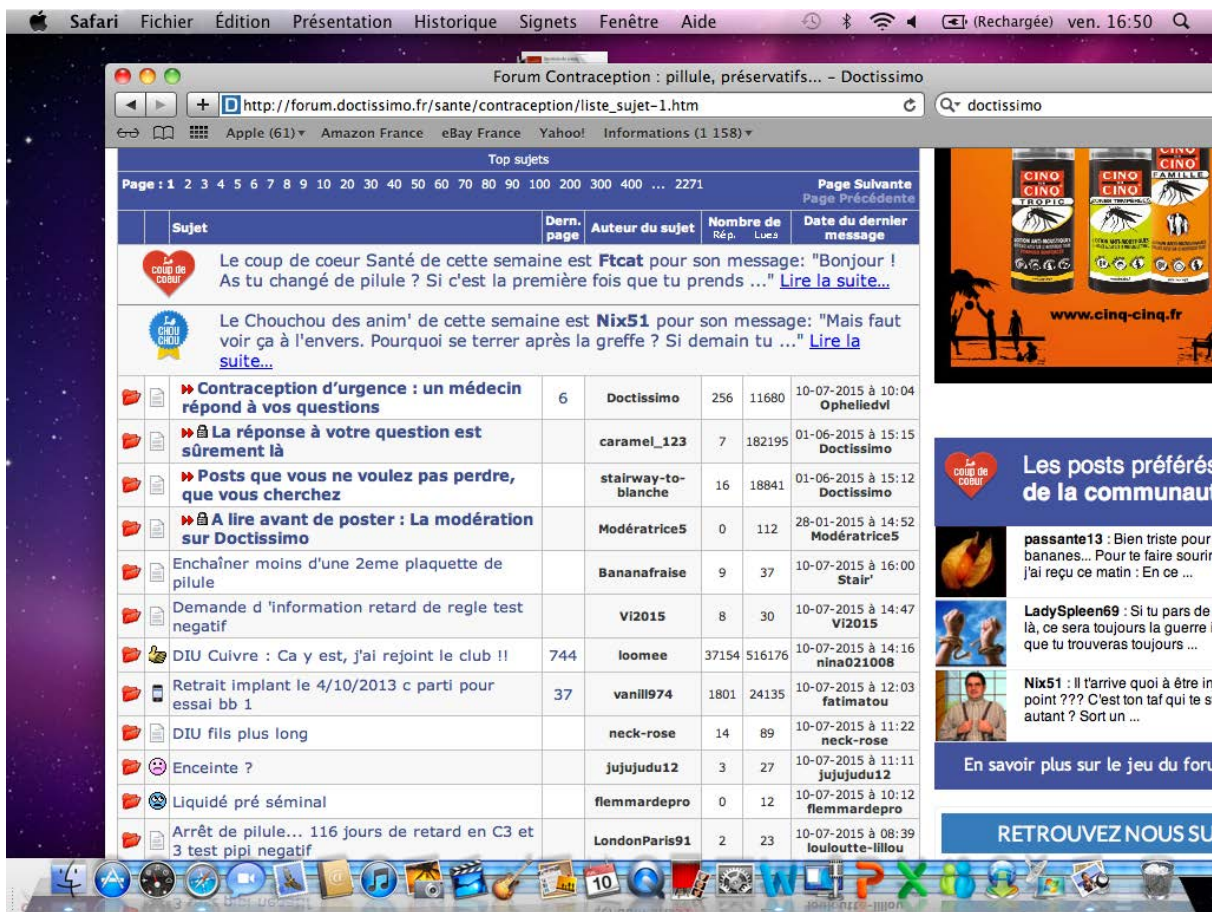 Safari Fichier Édition Présentation Historique Signets Fenêtre Aide (Rechargée) ven. 16:50
Forum Contraception : pillule, préservatifs... – Doctissimo
http://forum.doctissimo.fr/sante/contraception/liste_sujet-1.htm
doctissimo
Apple (61) Amazon France eBay France Yahoo! Informations (1 158)
Top sujets
Page : 1 2 3 4 5 6 7 8 9 10 20 30 40 50 60 70 80 90 100 200 300 400 ... 2271
Page Suivante
Page Précédente
Sujet Dern. page Auteur du sujet Nombre de Rép. Lues Date du dernier message
Le coup de coeur
Le coup de coeur Santé de cette semaine est Ftcat pour son message: "Bonjour !
As tu changé de pilule ? Si c'est la première fois que tu prends ..." Lire la suite...
Le CHOU CHOU
Le Chouchou des anim' de cette semaine est Nix51 pour son message: "Mais faut
voir ça à l'envers. Pourquoi se terrer après la greffe ? Si demain tu ..." Lire la
suite...
Contraception d'urgence : un médecin
répond à vos questions
6 Doctissimo 256 11680 10-07-2015 à 10:04
Opheliedvl
La réponse à votre question est
sûrement là
caramel_123 7 182195 01-06-2015 à 15:15
Doctissimo
Posts que vous ne voulez pas perdre,
que vous cherchez
stairway-to-
blanche
16 18841 01-06-2015 à 15:12
Doctissimo
A lire avant de poster : La modération
sur Doctissimo
Modératrice5 0 112 28-01-2015 à 14:52
Modératrice5
Enchaîner moins d'une 2eme plaquette de
pilule
Bananafraise 9 37 10-07-2015 à 16:00
Stair'
Demande d 'information retard de regle test
negatif
Vi2015 8 30 10-07-2015 à 14:47
Vi2015
DIU Cuivre : Ca y est, j'ai rejoint le club !! 744 loomee 37154 516176 10-07-2015 à 14:16
nina021008
Retrait implant le 4/10/2013 c parti pour
essai bb 1
37 vanill974 1801 24135 10-07-2015 à 12:03
fatimatou
DIU fils plus long neck-rose 14 89 10-07-2015 à 11:22
neck-rose
Enceinte ? jujujudu12 3 27 10-07-2015 à 11:11
jujujudu12
Liquidé pré séminal flemmardepro 0 12 10-07-2015 à 10:12
flemmardepro
Arrêt de pilule... 116 jours de retard en C3 et
3 test pipi negatif
LondonParis91 2 23 10-07-2015 à 08:39
louloutte-lillou
CINQ CINQ TROPIC
CINQ CINQ
CINQ CINQ FAMILLE
www.cinq-cinq.fr
Le coup de coeur
Les posts préférés
de la communaut
passante13 : Bien triste pour
bananes... Pour te faire sourir
j'ai reçu ce matin : En ce ...
LadySpleen69 : Si tu pars de
là, ce sera toujours la guerre i
que tu trouveras toujours ...
Nix51 : Il t'arrive quoi à être in
point ??? C'est ton taf qui te s
autant ? Sort un ...
En savoir plus sur le jeu du foru
RETROUVEZ NOUS SU
10